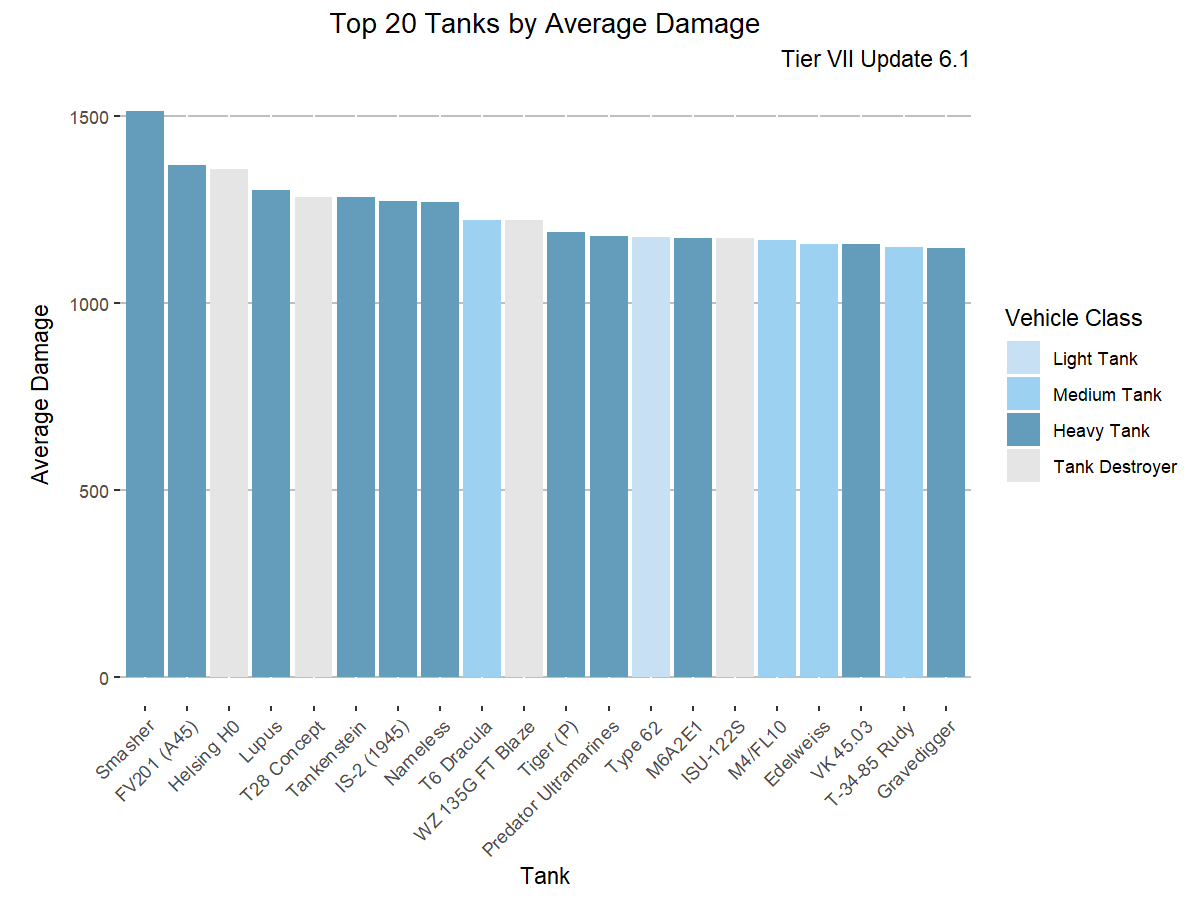 Top 20 Tanks by Average Damage
Tier VII Update 6.1
Average Damage
1500
1000
500
0
Smasher
FV201 (A45)
Helsing H0
Lupus
T28 Concept
Tankenstein
IS-2 (1945)
Nameless
T6 Dracula
WZ 135G FT Blaze
Tiger (P)
Predator Ultramarines
Type 62
M6A2E1
ISU-122S
M4/FL10
Edelweiss
VK 45.03
T-34-85 Rudy
Gravedigger
Tank
Vehicle Class
Light Tank
Medium Tank
Heavy Tank
Tank Destroyer